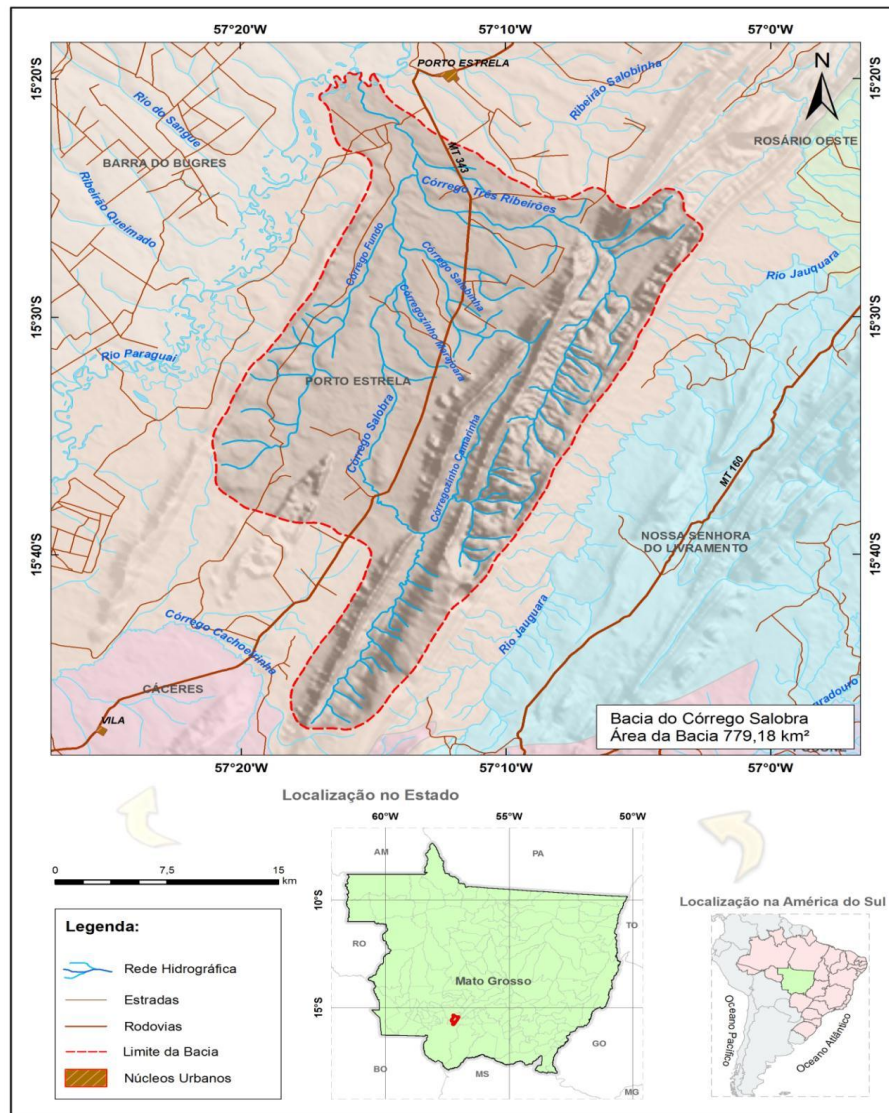 57°20'W
57°10'W
57°0'W
15°20'S
15°20'S
N
PORTO ESTRELA
Ribeirão Salobinha
Rio do Sangue
BARRA DO BUGRES
ROSÁRIO OESTE
MT 343
Ribeirão Queimado
Córrego Três Ribeirões
Córrego Fundo
Córrego Salobinha
Rio Jauquara
15°30'S
15°30'S
Rio Paraguai
PORTO ESTRELA
Córrego Salobra
Córregozinho Camarinha
MT 160
NOSSA SENHORA
DO LIVRAMENTO
15°40'S
15°40'S
Córrego Cachoeirinha
Rio Jauquara
CÁCERES
VILA
Bacia do Córrego Salobra
Área da Bacia 779,18 km²
57°20'W
57°10'W
57°0'W
Localização no Estado
60°W
55°W
50°W
AM
PA
0
7,5
15
km
10°S
Localização na América do Sul
Legenda:
Rede Hidrográfica
Estradas
Rodovias
Limite da Bacia
Núcleos Urbanos
RO
TO
Mato Grosso
15°S
GO
BO
MS
MG
Oceano Pacífico
Oceano Atlântico